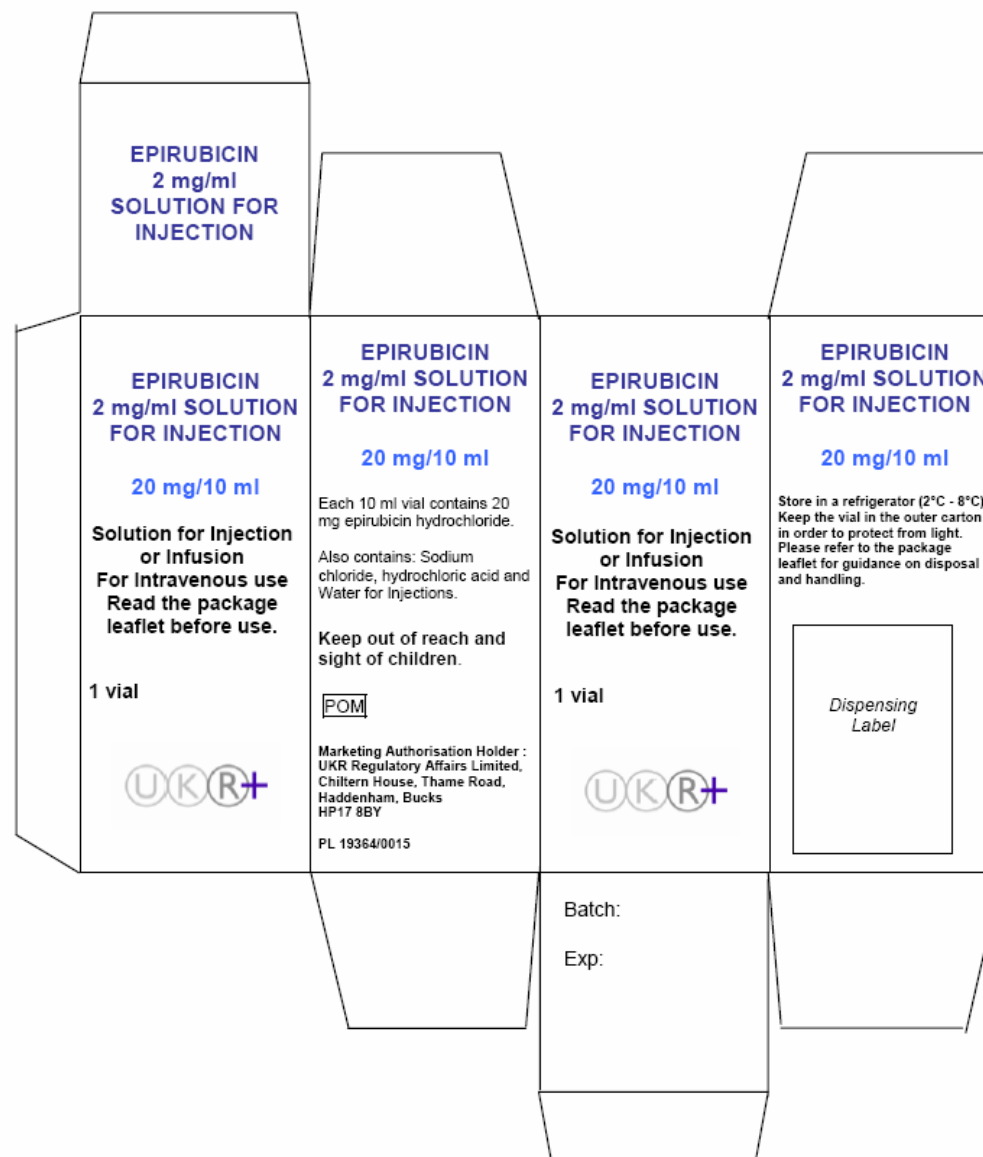 EPIRUBICIN
2 mg/ml
SOLUTION FOR
INJECTION
EPIRUBICIN
2 mg/ml SOLUTION
FOR INJECTION
20 mg/10 ml
Solution for Injection
or Infusion
For Intravenous use
Read the package
leaflet before use.
1 vial
UKR+
EPIRUBICIN
2 mg/ml SOLUTION
FOR INJECTION
20 mg/10 ml
Each 10 ml vial contains 20
mg epirubicin hydrochloride.
Also contains: Sodium
chloride, hydrochloric acid and
Water for Injections.
Keep out of reach and
sight of children.
POM
Marketing Authorisation Holder :
UKR Regulatory Affairs Limited,
Chiltern House, Thame Road,
Haddenham, Bucks
HP17 8BY
PL 19364/0015
EPIRUBICIN
2 mg/ml SOLUTION
FOR INJECTION
20 mg/10 ml
Solution for Injection
or Infusion
For Intravenous use
Read the package
leaflet before use.
1 vial
UKR+
EPIRUBICIN
2 mg/ml SOLUTION
FOR INJECTION
20 mg/10 ml
Store in a refrigerator (2°C - 8°C)
Keep the vial in the outer carton
in order to protect from light.
Please refer to the package
leaflet for guidance on disposal
and handling.
Dispensing
Label
Batch:
Exp: